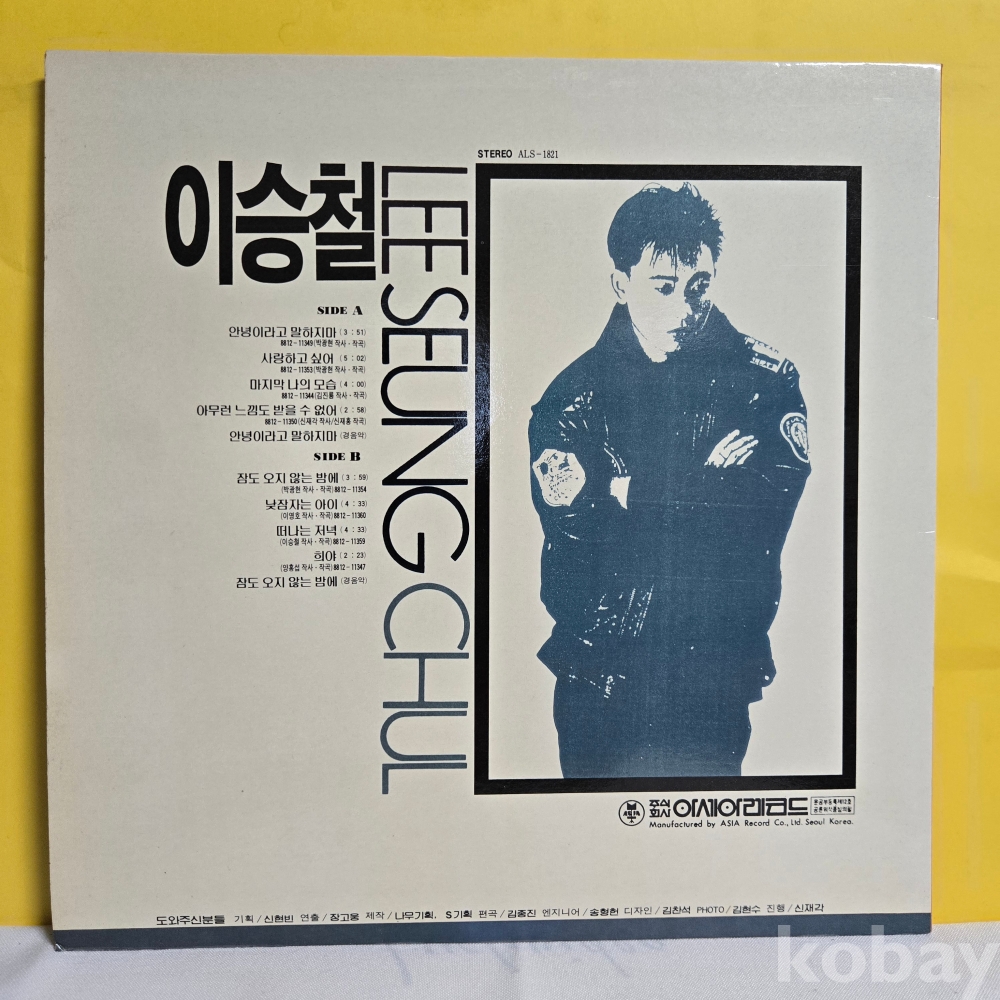 STEREO ALS-1821
이승철
LEE SEUNG CHUL
SIDE A
안녕이라고 말하지마 (3 : 51)
8812-11349 (박광현 작사·작곡)
사랑하고 싶어 (5 : 02)
8812-11353 (박광현 작사·작곡)
마지막 나의 모습 (4 : 00)
8812-11344 (김진룡 작사·작곡)
아무런 느낌도 받을 수 없어 (2 : 58)
8812-11350 (신재각 작사/신재홍 작곡)
안녕이라고 말하지마 (경음악)
SIDE B
잠도 오지 않는 밤에 (3 : 59)
(박광현 작사·작곡) 8812-11354
낮잠자는 아이 (4 : 33)
(이영호 작사·작곡) 8812-11360
떠나는 저녁 (4 : 33)
(이승철 작사·작곡) 8812-11359
희야 (2 : 23)
(양홍섭 작사·작곡) 8812-11347
잠도 오지 않는 밤에 (경음악)
ASIA 주식회사 아세아레코드
Manufactured by ASIA Record Co., Ltd. Seoul Korea.
도와주신분들 기획/신현빈 연출/장고웅 제작/나무기획, S기획 편곡/김종진 엔지니어/송형헌 디자인/김찬석 PHOTO/김현수 진행/신재각
kobay